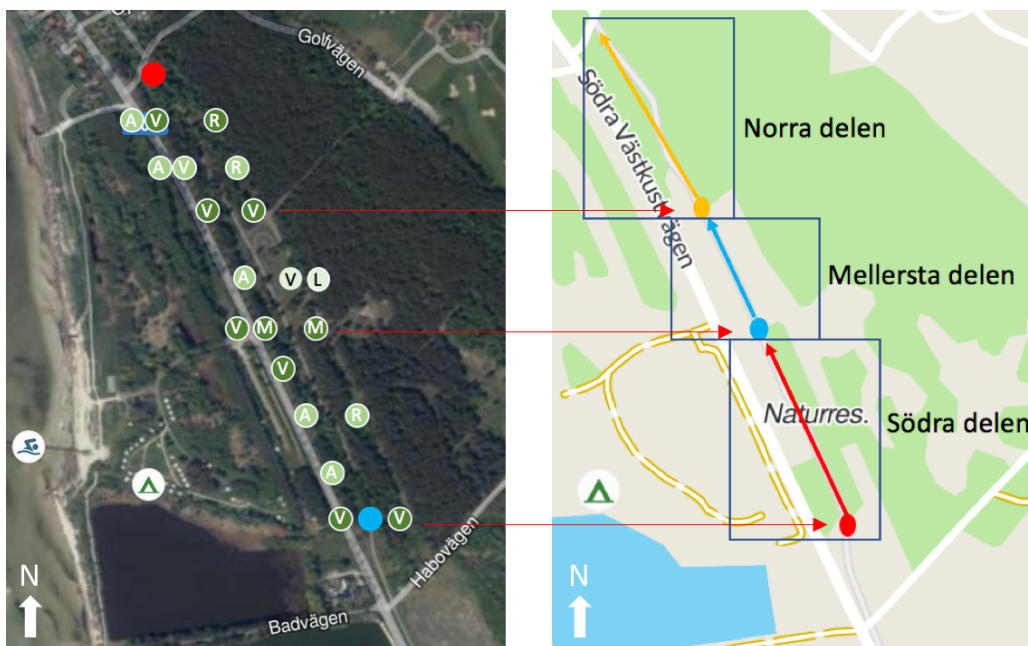 Golfvägen
A V R
A V R
V V
A V L
V M M
V
A R
A
V V
Habovägen
Badvägen
N
Södra Västkustvägen
Norra delen
Mellersta delen
Naturres.
Södra delen
N